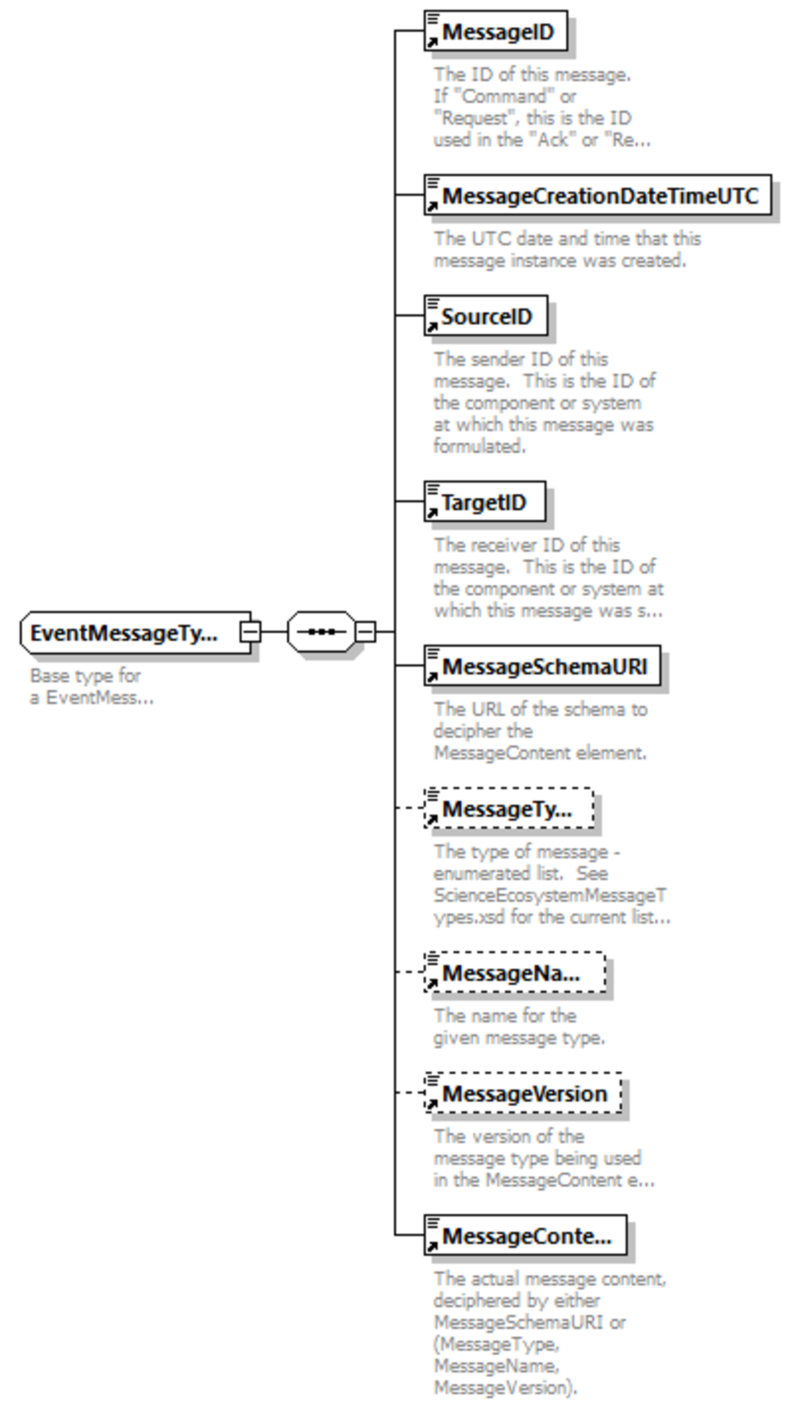 MessageID
The ID of this message.
If "Command" or
"Request", this is the ID
used in the "Ack" or "Re...
MessageCreationDateTimeUTC
The UTC date and time that this
message instance was created.
SourceID
The sender ID of this
message.  This is the ID of
the component or system
at which this message was
formulated.
TargetID
The receiver ID of this
message.  This is the ID of
the component or system at
which this message was s...
EventMessageTy...
Base type for
a EventMess...
MessageSchemaURI
The URL of the schema to
decipher the
MessageContent element.
MessageTy...
The type of message -
enumerated list.  See
ScienceEcosystemMessageT
ypes.xsd for the current list...
MessageNa...
The name for the
given message type.
MessageVersion
The version of the
message type being used
in the MessageContent e...
MessageConte...
The actual message content,
deciphered by either
MessageSchemaURI or
(MessageType,
MessageName,
MessageVersion).